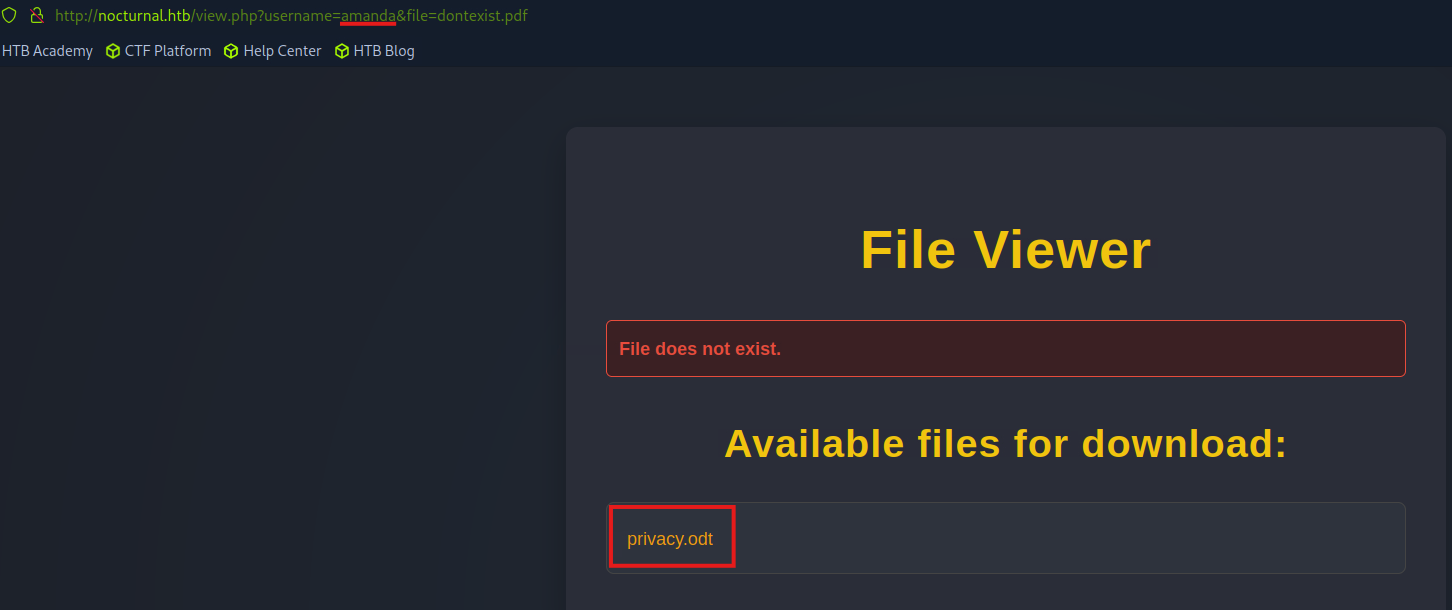 http://nocturnal.htb/view.php?username=amanda&file=dontexist.pdf
HTB Academy CTF Platform Help Center HTB Blog
File Viewer
File does not exist.
Available files for download:
privacy.odt